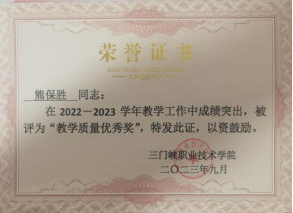 荣誉证书
熊保胜 同志：
在 2022－2023 学年教学工作中成绩突出，被
评为“教学质量优秀奖”，特发此证，以资鼓励。
三门峡职业技术学院
二〇二三年九月